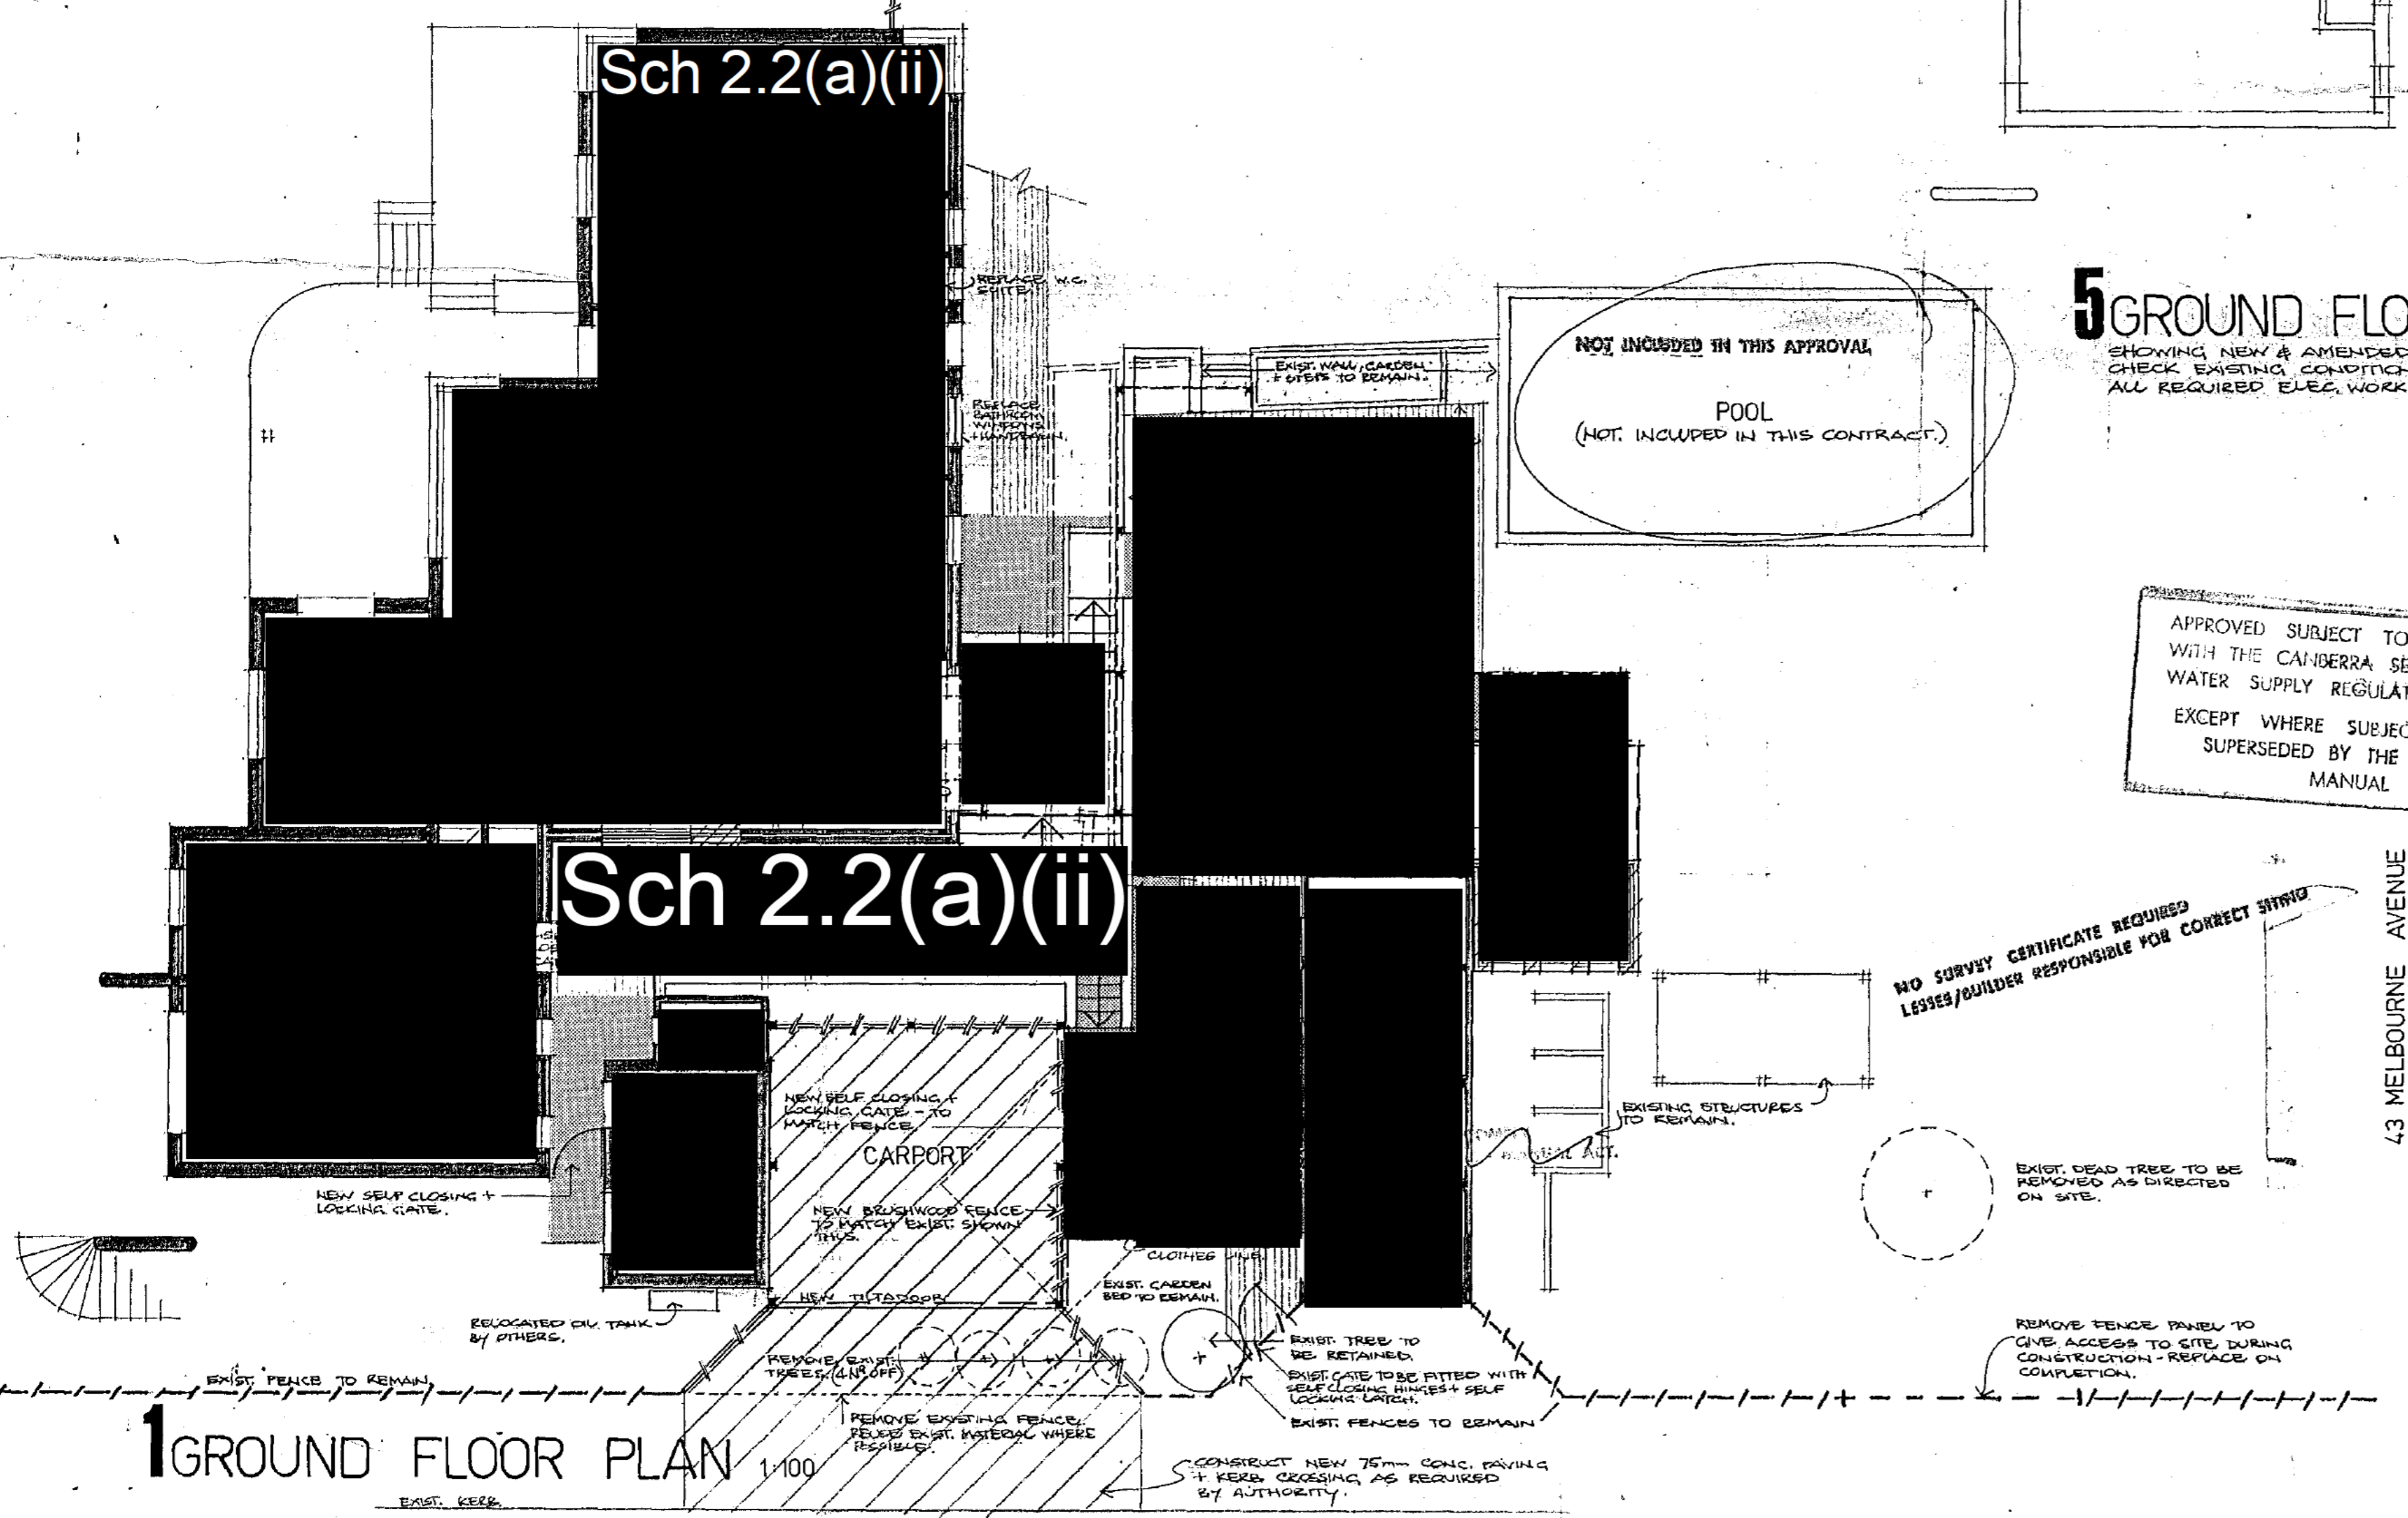 Sch 2.2(a)(ii)
REPLACE W.C.
SUITE.
NOT INCLUDED IN THIS APPROVAL
5 GROUND FLO
SHOWING NEW & AMENDED
CHECK EXISTING CONDITION
ALL REQUIRED ELEC. WORK
EXIST. WALL, GARDEN
+ STEPS TO REMAIN.
POOL
(NOT. INCLUDED IN THIS CONTRACT.)
REPLACE
BATHROOM
WINDOWS
APPROVED SUBJECT TO
WITH THE CANBERRA SE
WATER SUPPLY REGULAT
EXCEPT WHERE SUBJEC
SUPERSEDED BY THE
MANUAL
Sch 2.2(a)(ii)
43 MELBOURNE AVENUE
NO SURVEY CERTIFICATE REQUIRED
LESSES/BUILDER RESPONSIBLE FOR CORRECT SITING
NEW SELF CLOSING +
LOCKING GATE - TO
MATCH FENCE
CARPORT
EXISTING STRUCTURES
TO REMAIN.
ACT.
EXIST. DEAD TREE TO BE
REMOVED AS DIRECTED
ON SITE.
NEW SELF CLOSING +
LOCKING GATE.
NEW BRUSHWOOD FENCE
TO MATCH EXIST. SHOWN
THUS.
CLOTHES LINE
EXIST. GARDEN
BED TO REMAIN.
NEW TILTADOOR
RELOCATED OIL TANK
BY OTHERS.
REMOVE EXIST.
TREES (4 Nº OFF)
EXIST. TREE TO
BE RETAINED.
EXIST. GATE TO BE FITTED WITH
SELF CLOSING HINGES + SELF
LOCKING LATCH.
EXIST. FENCES TO REMAIN
REMOVE FENCE PANEL TO
GIVE ACCESS TO SITE DURING
CONSTRUCTION - REPLACE ON
COMPLETION.
EXIST. FENCE TO REMAIN
REMOVE EXISTING FENCE.
REUSE EXIST. MATERIAL WHERE
POSSIBLE.
1 GROUND FLOOR PLAN 1:100
CONSTRUCT NEW 75mm CONC. PAVING
+ KERB CROSSING AS REQUIRED
BY AUTHORITY.
EXIST. KERB